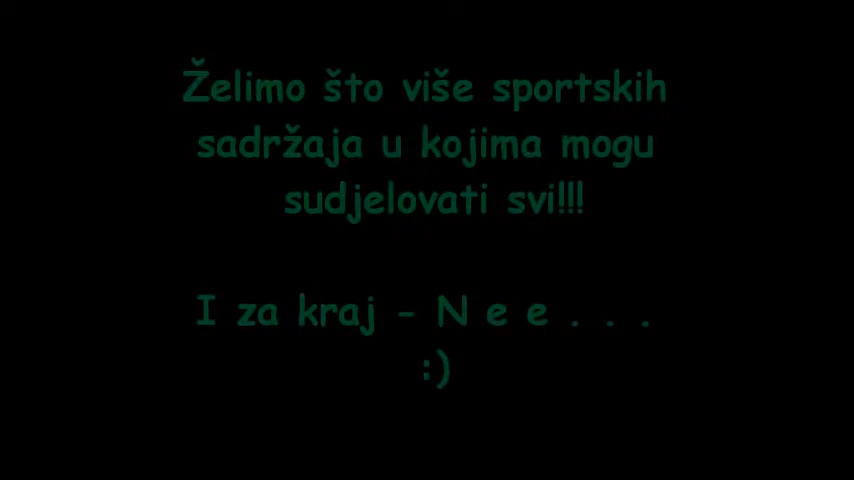 Želimo što više sportskih
sadržaja u kojima mogu
sudjelovati svi!!!
I za kraj - N e e . . .
:)